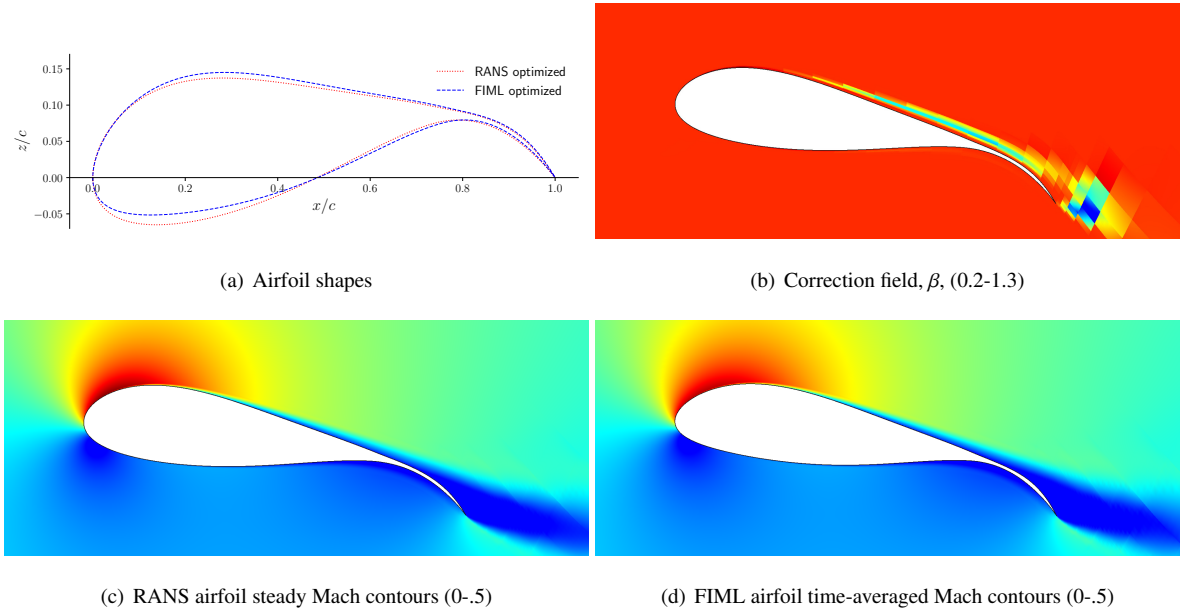 0.15
0.10
0.05
0.00
−0.05
z/c
0.0
0.2
0.4
0.6
0.8
1.0
x/c
RANS optimized
FIML optimized
(a) Airfoil shapes
(b) Correction field, β, (0.2-1.3)
(c) RANS airfoil steady Mach contours (0-.5)
(d) FIML airfoil time-averaged Mach contours (0-.5)